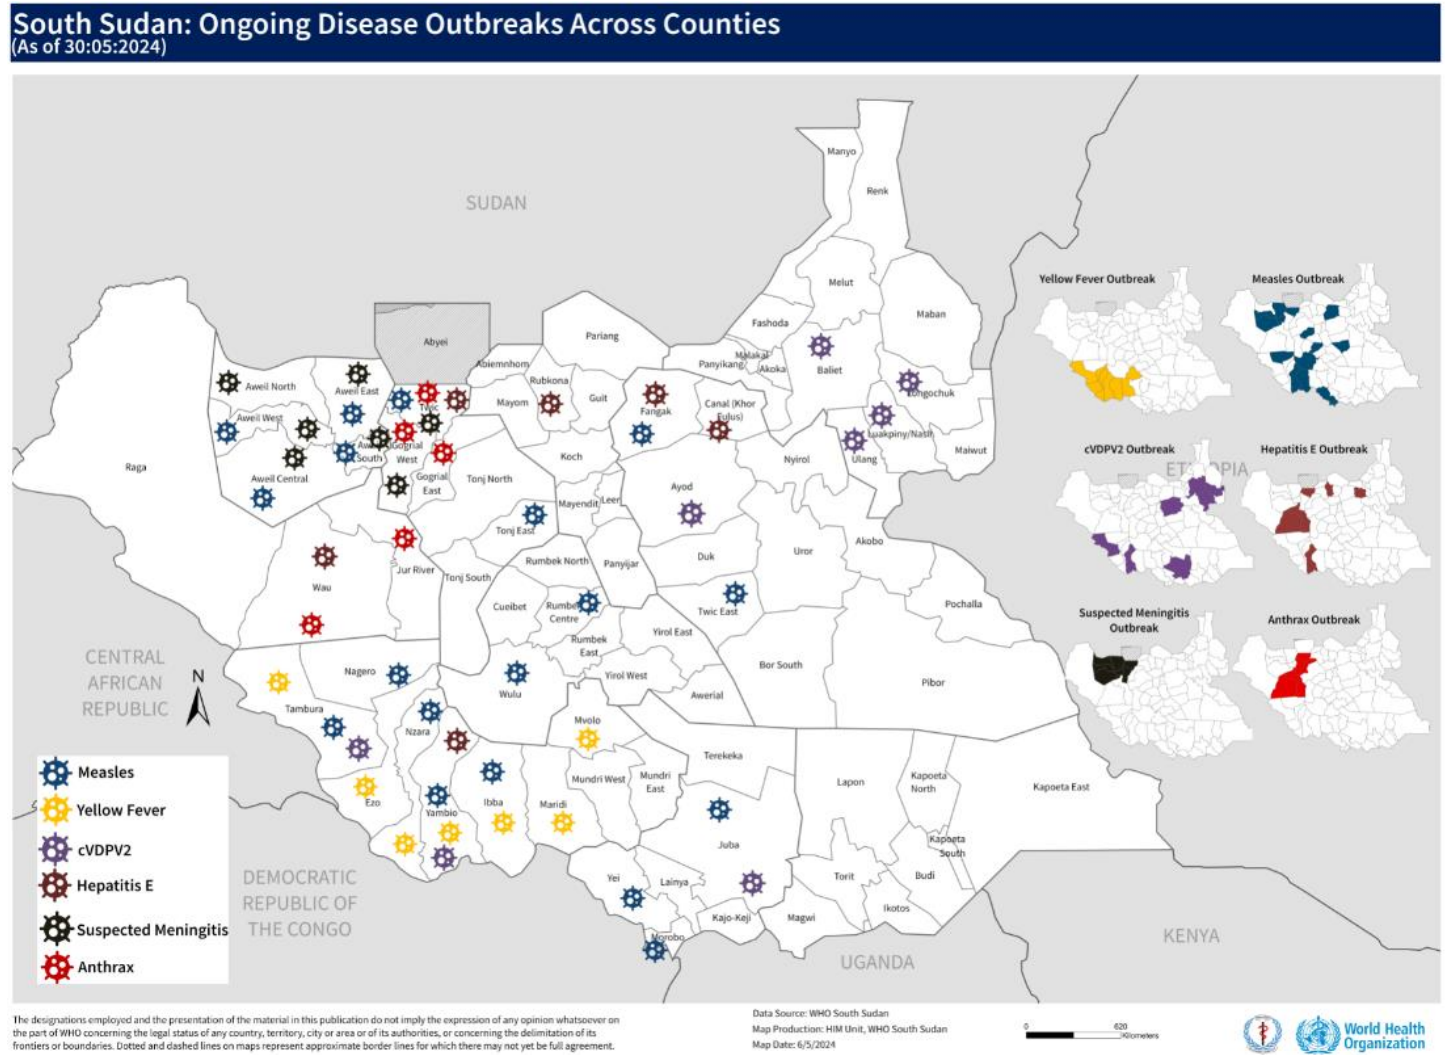 South Sudan: Ongoing Disease Outbreaks Across Counties
(As of 30:05:2024)
SUDAN
Manyo
Renk
Melut
Maban
Fashoda
Malakal
Panyikang
Akoka
Baliet
Longochuk
Luakpiny/Nasir
Ulang
Maiwut
Nyirol
Abyei
Abiemnhom
Pariang
Rubkona
Mayom
Guit
Fangak
Canal (Khor
Fulus)
Koch
Mayendit
Leer
Ayod
Duk
Uror
Akobo
Twic East
Panyijar
Pochalla
Pibor
Bor South
Aweil North
Aweil East
Aweil West
Aweil Central
South
Twic
Gogrial
West
Gogrial
East
Tonj North
Tonj East
Tonj South
Raga
Wau
Jur River
Rumbek North
Cueibet
Rumbek
Centre
Rumbek
East
Yirol East
Yirol West
Awerial
Wulu
CENTRAL
AFRICAN
REPUBLIC
N
Nagero
Tambura
Nzara
Ezo
Yambio
Ibba
Maridi
Mvolo
Mundri West
Mundri
East
Terekeka
Juba
Yei
Lainya
Morobo
Kajo-Keji
Magwi
Torit
Ikotos
Budi
Lapon
Kapoeta
North
Kapoeta
South
Kapoeta East
DEMOCRATIC
REPUBLIC OF
THE CONGO
UGANDA
KENYA
ETHIOPIA
Yellow Fever Outbreak
Measles Outbreak
cVDPV2 Outbreak
Hepatitis E Outbreak
Suspected Meningitis
Outbreak
Anthrax Outbreak
Measles
Yellow Fever
cVDPV2
Hepatitis E
Suspected Meningitis
Anthrax
The designations employed and the presentation of the material in this publication do not imply the expression of any opinion whatsoever on
the part of WHO concerning the legal status of any country, territory, city or area or of its authorities, or concerning the delimitation of its
frontiers or boundaries. Dotted and dashed lines on maps represent approximate border lines for which there may not yet be full agreement.
Data Source: WHO South Sudan
Map Production: HIM Unit, WHO South Sudan
Map Date: 6/5/2024
0 620
Kilometers
World Health
Organization